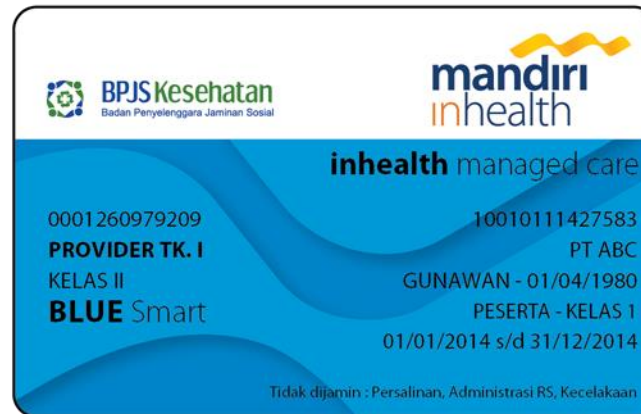 BPJS Kesehatan
Badan Penyelenggara Jaminan Sosial
mandiri
inhealth
inhealth managed care
0001260979209
PROVIDER TK. I
KELAS II
BLUE Smart
10010111427583
PT ABC
GUNAWAN - 01/04/1980
PESERTA - KELAS 1
01/01/2014 s/d 31/12/2014
Tidak dijamin : Persalinan, Administrasi RS, Kecelakaan